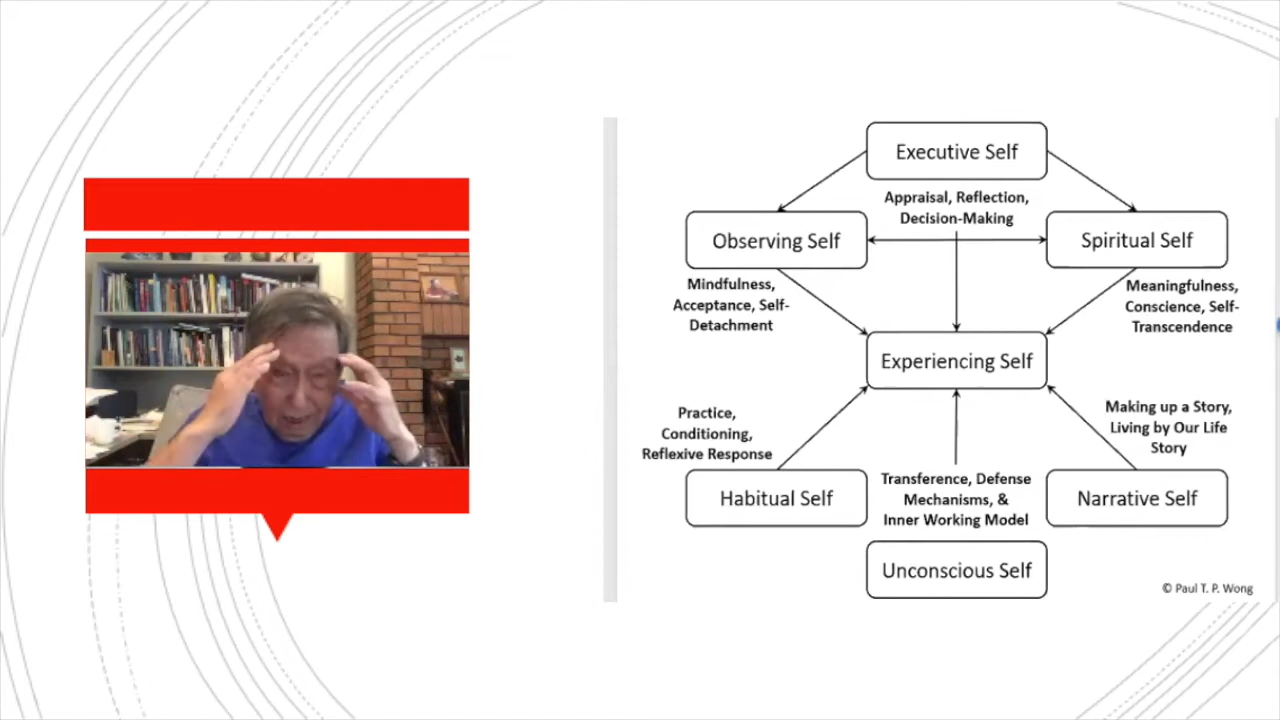 Executive Self
Appraisal, Reflection,
Decision-Making
Observing Self
Spiritual Self
Mindfulness,
Acceptance, Self-
Detachment
Meaningfulness,
Conscience, Self-
Transcendence
Experiencing Self
Practice,
Conditioning,
Reflexive Response
Making up a Story,
Living by Our Life
Story
Habitual Self
Transference, Defense
Mechanisms, &
Inner Working Model
Narrative Self
Unconscious Self
© Paul T. P. Wong